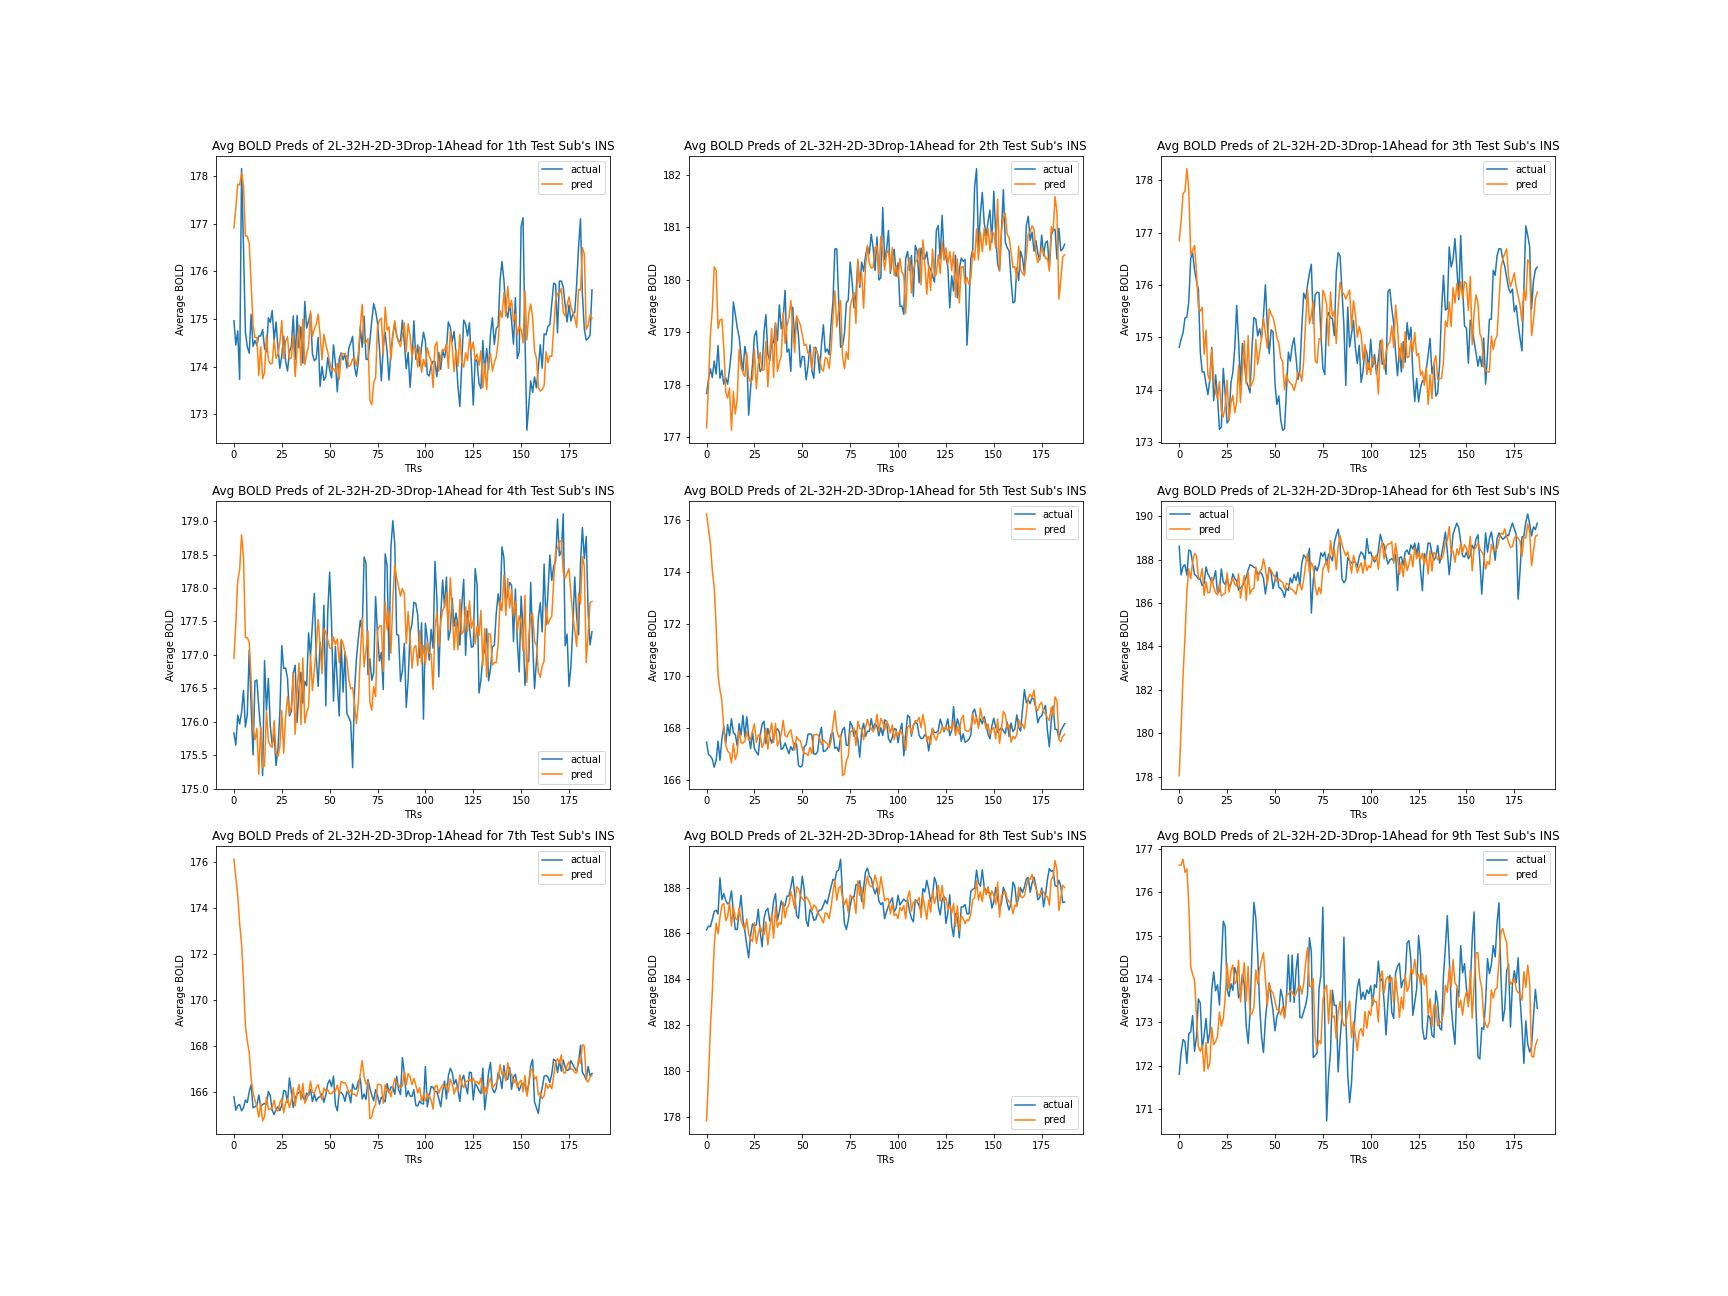 Avg BOLD Preds of 2L-32H-2D-3Drop-1Ahead for 1th Test Sub's INS
178
177
176
175
174
173
Average BOLD
actual
pred
0 25 50 75 100 125 150 175
TRs
Avg BOLD Preds of 2L-32H-2D-3Drop-1Ahead for 2th Test Sub's INS
182
181
180
179
178
177
Average BOLD
actual
pred
0 25 50 75 100 125 150 175
TRs
Avg BOLD Preds of 2L-32H-2D-3Drop-1Ahead for 3th Test Sub's INS
178
177
176
175
174
173
Average BOLD
actual
pred
0 25 50 75 100 125 150 175
TRs
Avg BOLD Preds of 2L-32H-2D-3Drop-1Ahead for 4th Test Sub's INS
179.0
178.5
178.0
177.5
177.0
176.5
176.0
175.5
175.0
Average BOLD
actual
pred
0 25 50 75 100 125 150 175
TRs
Avg BOLD Preds of 2L-32H-2D-3Drop-1Ahead for 5th Test Sub's INS
176
174
172
170
168
166
Average BOLD
actual
pred
0 25 50 75 100 125 150 175
TRs
Avg BOLD Preds of 2L-32H-2D-3Drop-1Ahead for 6th Test Sub's INS
190
188
186
184
182
180
178
Average BOLD
actual
pred
0 25 50 75 100 125 150 175
TRs
Avg BOLD Preds of 2L-32H-2D-3Drop-1Ahead for 7th Test Sub's INS
176
174
172
170
168
166
Average BOLD
actual
pred
0 25 50 75 100 125 150 175
TRs
Avg BOLD Preds of 2L-32H-2D-3Drop-1Ahead for 8th Test Sub's INS
188
186
184
182
180
178
Average BOLD
actual
pred
0 25 50 75 100 125 150 175
TRs
Avg BOLD Preds of 2L-32H-2D-3Drop-1Ahead for 9th Test Sub's INS
177
176
175
174
173
172
171
Average BOLD
actual
pred
0 25 50 75 100 125 150 175
TRs